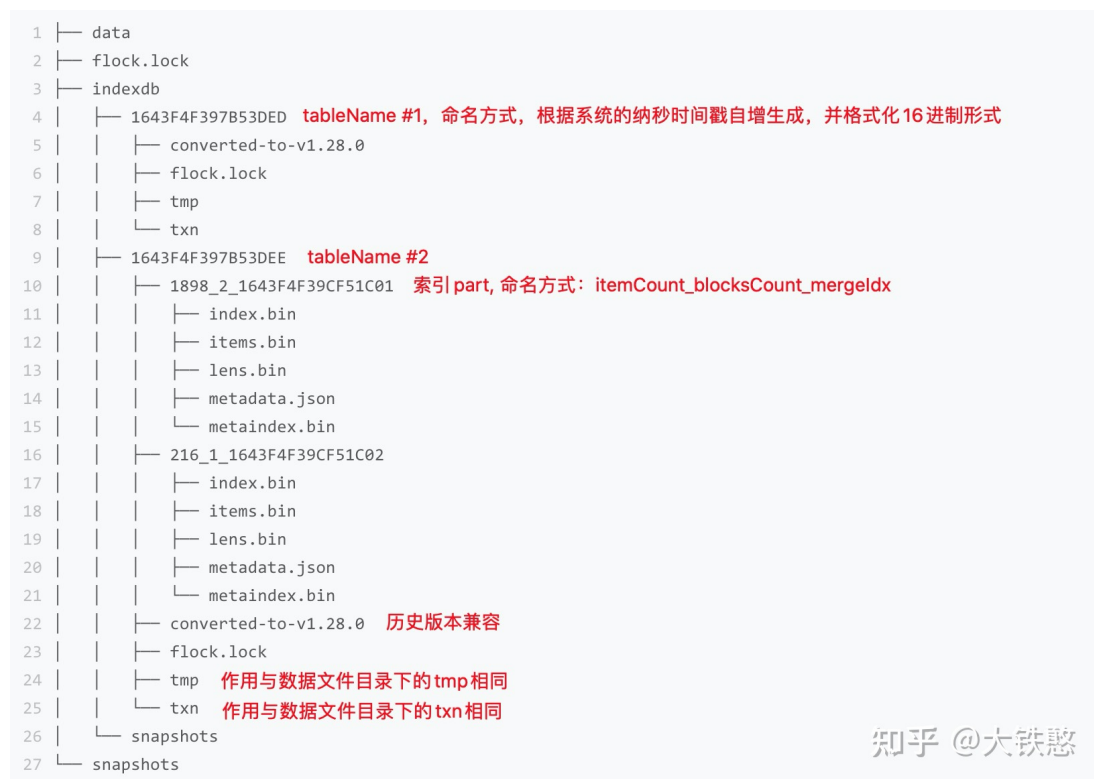 1 ├── data
2 ├── flock.lock
3 ├── indexdb
4 │   ├── 1643F4F397B53DED tableName #1，命名方式，根据系统的纳秒时间戳自增生成，并格式化16进制形式
5 │   │   ├── converted-to-v1.28.0
6 │   │   ├── flock.lock
7 │   │   ├── tmp
8 │   │   └── txn
9 │   ├── 1643F4F397B53DEE tableName #2
10 │   │   ├── 1898_2_1643F4F39CF51C01 索引part, 命名方式：itemCount_blocksCount_mergeIdx
11 │   │   │   ├── index.bin
12 │   │   │   ├── items.bin
13 │   │   │   ├── lens.bin
14 │   │   │   ├── metadata.json
15 │   │   │   └── metaindex.bin
16 │   │   ├── 216_1_1643F4F39CF51C02
17 │   │   │   ├── index.bin
18 │   │   │   ├── items.bin
19 │   │   │   ├── lens.bin
20 │   │   │   ├── metadata.json
21 │   │   │   └── metaindex.bin
22 │   │   ├── converted-to-v1.28.0 历史版本兼容
23 │   │   ├── flock.lock
24 │   │   ├── tmp 作用与数据文件目录下的tmp相同
25 │   │   └── txn 作用与数据文件目录下的txn相同
26 │   └── snapshots
27 └── snapshots
知乎 @大铁憨